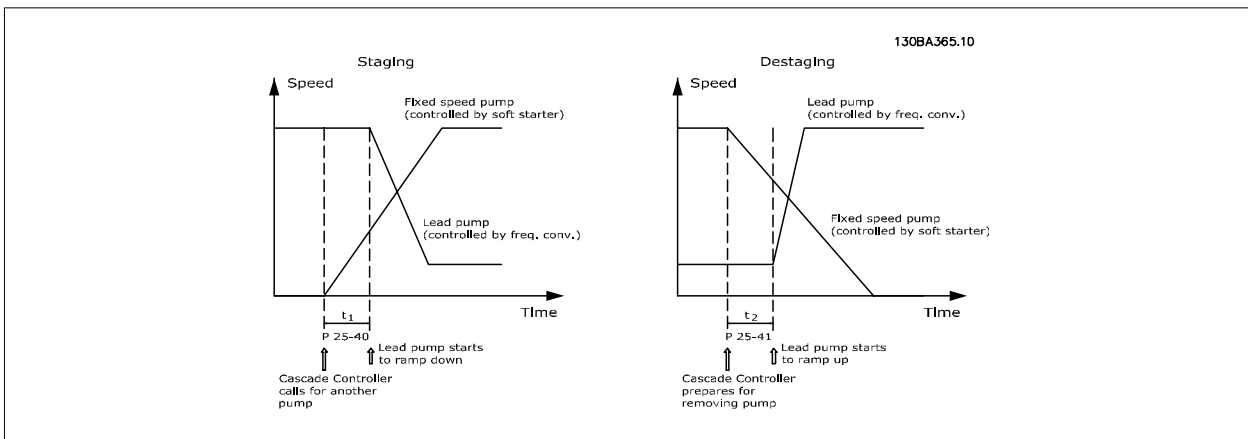 130BA365.10
Staging
Speed
Fixed speed pump
(controlled by soft starter)
Lead pump
(controlled by freq. conv.)
Time
t1
P 25-40
Lead pump starts
to ramp down
Cascade Controller
calls for another
pump
Destaging
Speed
Lead pump
(controlled by freq. conv.)
Fixed speed pump
(controlled by soft starter)
Time
t2
P 25-41
Lead pump starts
to ramp up
Cascade Controller
prepares for
removing pump